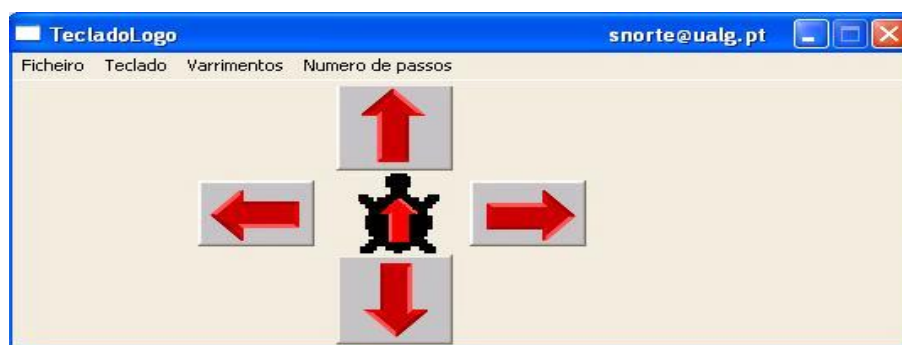 TecladoLogo snorte@ualg.pt
Ficheiro Teclado Varrimentos Numero de passos